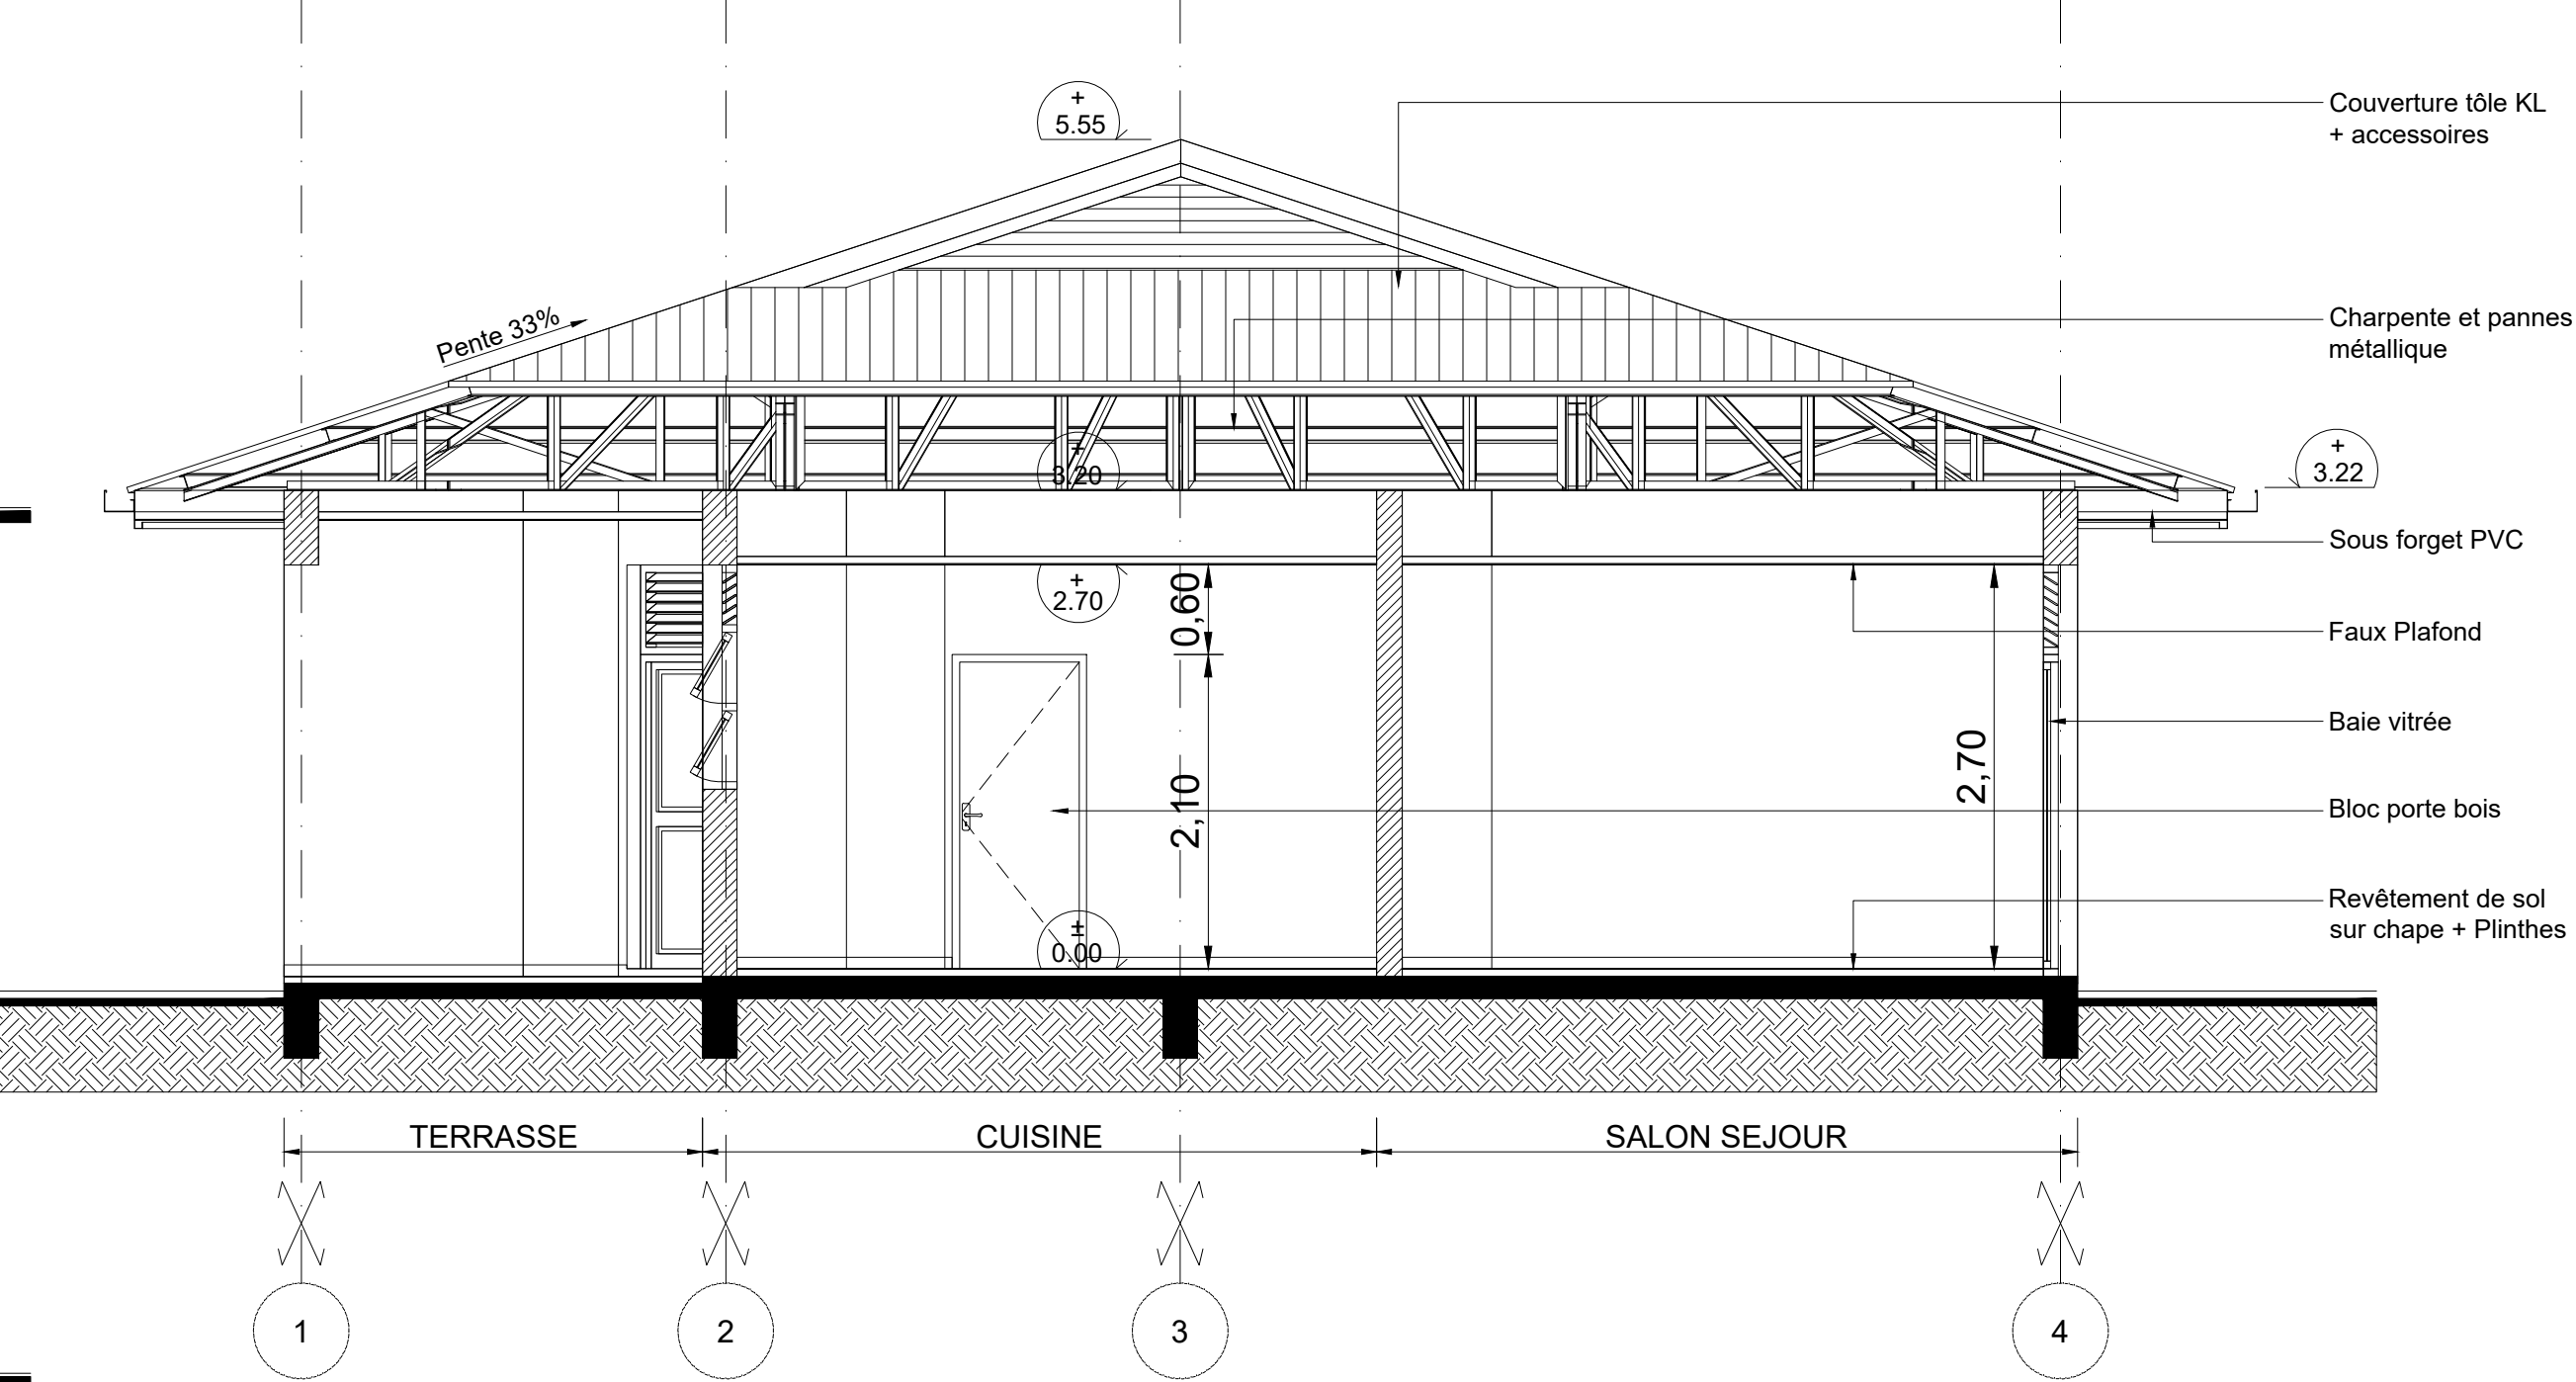 +
5.55
Couverture tôle KL
+ accessoires
Pente 33%
Charpente et pannes
métallique
+
3.20
+
3.22
Sous forget PVC
+
2.70
0,60
Faux Plafond
Baie vitrée
2,10
2,70
Bloc porte bois
±
0.00
Revêtement de sol
sur chape + Plinthes
TERRASSE
CUISINE
SALON SEJOUR
1
2
3
4